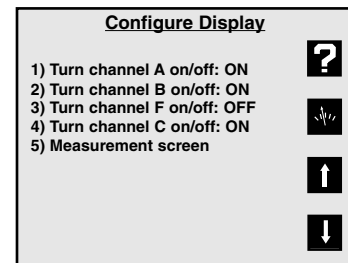 Configure Display
1) Turn channel A on/off: ON
2) Turn channel B on/off: ON
3) Turn channel F on/off: OFF
4) Turn channel C on/off: ON
5) Measurement screen
?